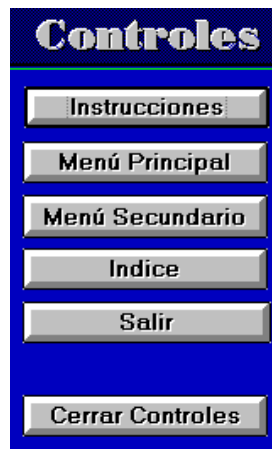 Controles
Instrucciones
Menú Principal
Menú Secundario
Indice
Salir
Cerrar Controles